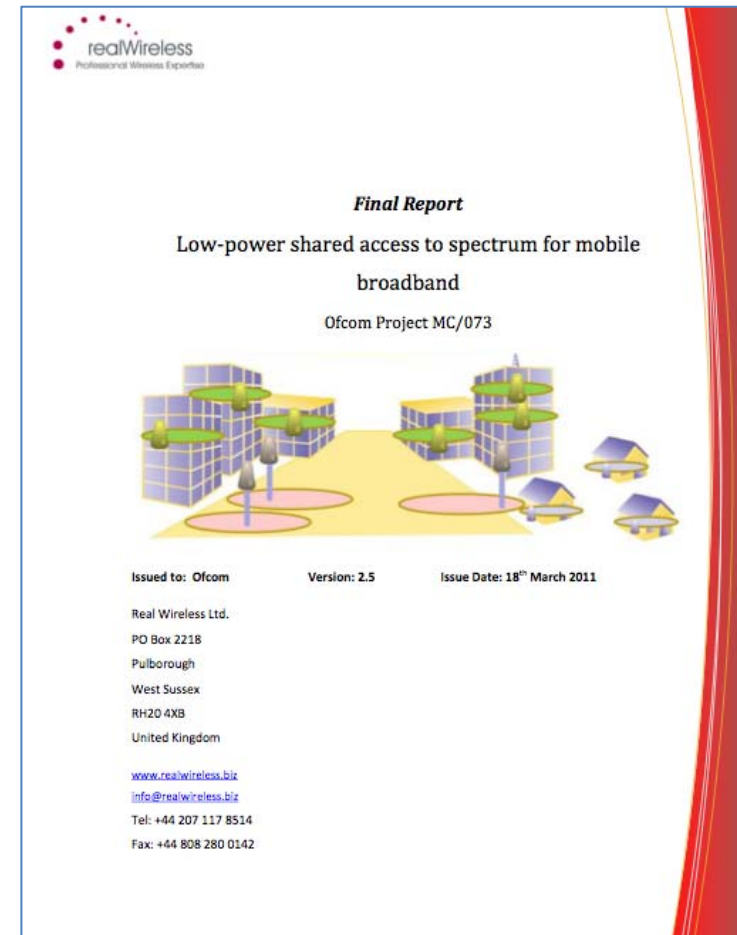 realWireless
Professional Wireless Expertise
Final Report
Low-power shared access to spectrum for mobile
broadband
Ofcom Project MC/073
Issued to: Ofcom Version: 2.5 Issue Date: 18th March 2011
Real Wireless Ltd.
PO Box 2218
Pulborough
West Sussex
RH20 4XB
United Kingdom
www.realwireless.biz
info@realwireless.biz
Tel: +44 207 117 8514
Fax: +44 808 280 0142